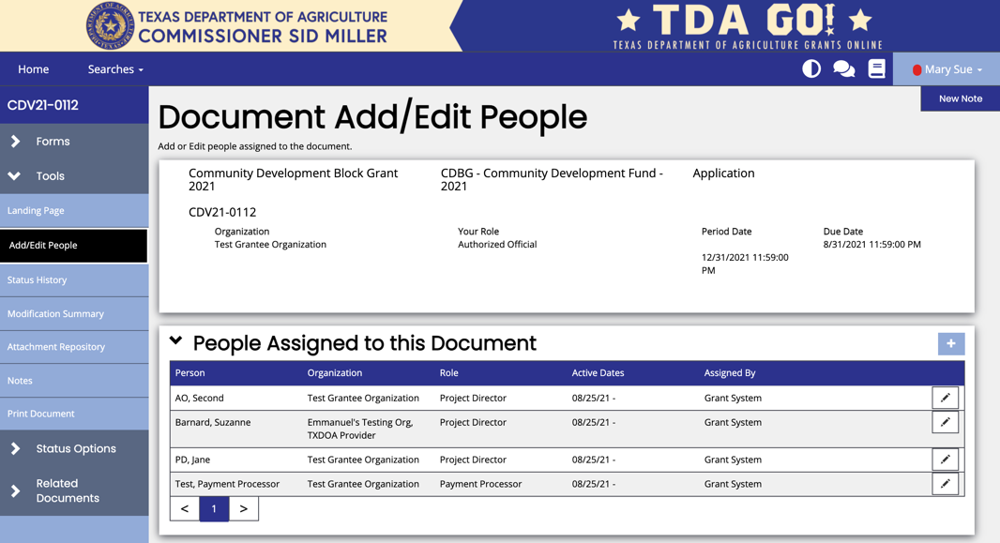 TEXAS DEPARTMENT OF AGRICULTURE
COMMISSIONER SID MILLER
TDA GO!
TEXAS DEPARTMENT OF AGRICULTURE GRANTS ONLINE
Home Searches Mary Sue
New Note
CDV21-0112
Forms
Tools
Landing Page
Add/Edit People
Status History
Modification Summary
Attachment Repository
Notes
Print Document
Status Options
Related
Documents
Document Add/Edit People
Add or Edit people assigned to the document.
Community Development Block Grant
2021
CDBG - Community Development Fund -
2021
Application
CDV21-0112
Organization
Test Grantee Organization
Your Role
Authorized Official
Period Date
12/31/2021 11:59:00
PM
Due Date
8/31/2021 11:59:00 PM
People Assigned to this Document
+
Person Organization Role Active Dates Assigned By
AO, Second Test Grantee Organization Project Director 08/25/21 - Grant System
Barnard, Suzanne Emmanuel's Testing Org, Project Director 08/25/21 - Grant System
TXDOA Provider
PD, Jane Test Grantee Organization Project Director 08/25/21 - Grant System
Test, Payment Processor Test Grantee Organization Payment Processor 08/25/21 - Grant System
< 1 >